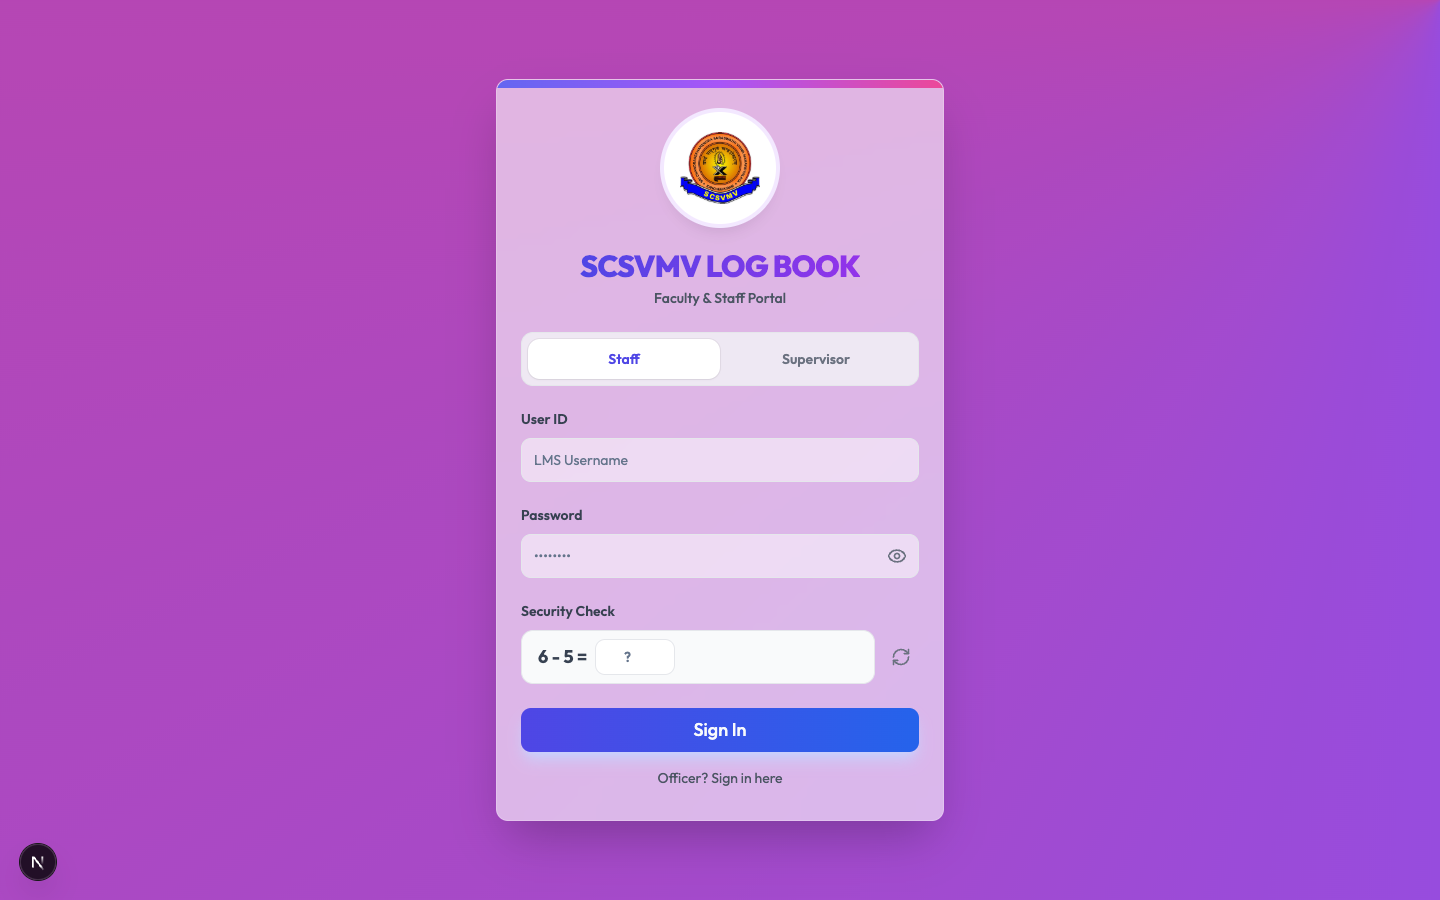 SCSVMV
SCSVMV LOG BOOK
Faculty & Staff Portal
Staff
Supervisor
User ID
LMS Username
Password
••••••••
Security Check
6 - 5 = ?
Sign In
Officer? Sign in here
N